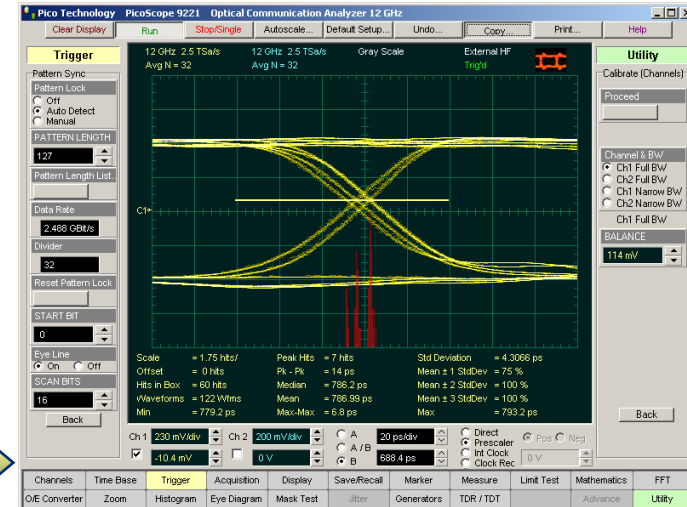 Pico Technology PicoScope 9221 Optical Communication Analyzer 12 GHz
Clear Display Run Stop/Single Autoscale... Default Setup... Undo... Copy... Print... Help
Trigger
Pattern Sync
Pattern Lock
Off
Auto Detect
Manual
PATTERN LENGTH
127
Pattern Length List..
Data Rate
2.488 GBit/s
Divider
32
Reset Pattern Lock
START BIT
0
Eye Line
On Off
SCAN BITS
16
Back
12 GHz 2.5 TSa/s 12 GHz 2.5 TSa/s Gray Scale External HF
Avg N = 32 Avg N = 32 Trig'd
C1
Scale = 1.75 hits/ Peak Hits = 7 hits Std Deviation = 4.3066 ps
Offset = 0 hits Pk - Pk = 14 ps Mean ± 1 StdDev = 75 %
Hits in Box = 60 hits Median = 786.2 ps Mean ± 2 StdDev = 100 %
Waveforms = 122 Wfms Mean = 786.99 ps Mean ± 3 StdDev = 100 %
Min = 779.2 ps Max-Max = 6.8 ps Max = 793.2 ps
Utility
Calibrate (Channels)
Proceed
Channel & BW
Ch1 Full BW
Ch2 Full BW
Ch1 Narrow BW
Ch2 Narrow BW
Ch1 Full BW
BALANCE
114 mV
Back
Ch 1 230 mV/div Ch 2 200 mV/div A 20 ps/div Direct Pos Neg
A / B Prescaler
-10.4 mV 0 V B 688.4 ps Int Clock 0 V
Clock Rec
Channels Time Base Trigger Acquisition Display Save/Recall Marker Measure Limit Test Mathematics FFT
O/E Converter Zoom Histogram Eye Diagram Mask Test Jitter Generators TDR / TDT Advance Utility